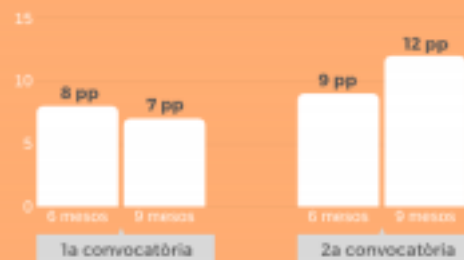 15
12 pp
10
8 pp
7 pp
9 pp
5
0
6 mesos
9 mesos
6 mesos
9 mesos
1a convocatòria
2a convocatòria